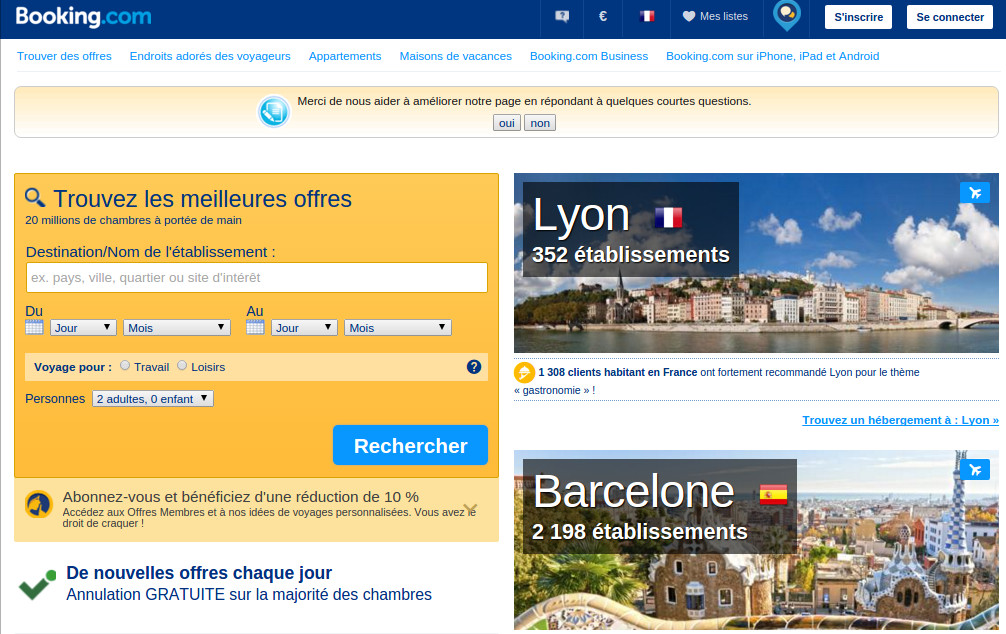 Booking.com
€
Mes listes
S'inscrire
Se connecter
Trouver des offres
Endroits adorés des voyageurs
Appartements
Maisons de vacances
Booking.com Business
Booking.com sur iPhone, iPad et Android
Merci de nous aider à améliorer notre page en répondant à quelques courtes questions.
oui
non
Trouvez les meilleures offres
20 millions de chambres à portée de main
Destination/Nom de l'établissement :
ex. pays, ville, quartier ou site d'intérêt
Du
Au
Jour
Mois
Jour
Mois
Voyage pour :
Travail
Loisirs
?
Personnes
2 adultes, 0 enfant
Rechercher
Abonnez-vous et bénéficiez d'une réduction de 10 %
Accédez aux Offres Membres et à nos idées de voyages personnalisées. Vous avez le
droit de craquer !
De nouvelles offres chaque jour
Annulation GRATUITE sur la majorité des chambres
Lyon
352 établissements
1 308 clients habitant en France ont fortement recommandé Lyon pour le thème
« gastronomie » !
Trouvez un hébergement à : Lyon »
Barcelone
2 198 établissements